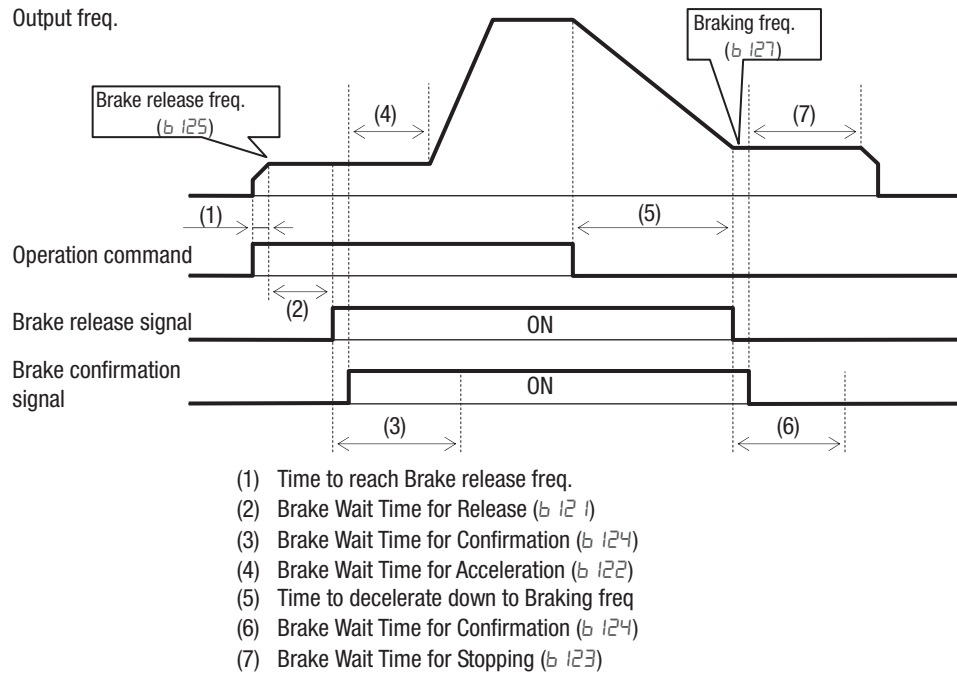 Output freq.
Braking freq.
(b 127)
Brake release freq.
(b 125)
(4)
(7)
(1)
(5)
Operation command
(2)
Brake release signal
ON
Brake confirmation
signal
ON
(3)
(6)
(1) Time to reach Brake release freq.
(2) Brake Wait Time for Release (b 121)
(3) Brake Wait Time for Confirmation (b 124)
(4) Brake Wait Time for Acceleration (b 122)
(5) Time to decelerate down to Braking freq
(6) Brake Wait Time for Confirmation (b 124)
(7) Brake Wait Time for Stopping (b 123)